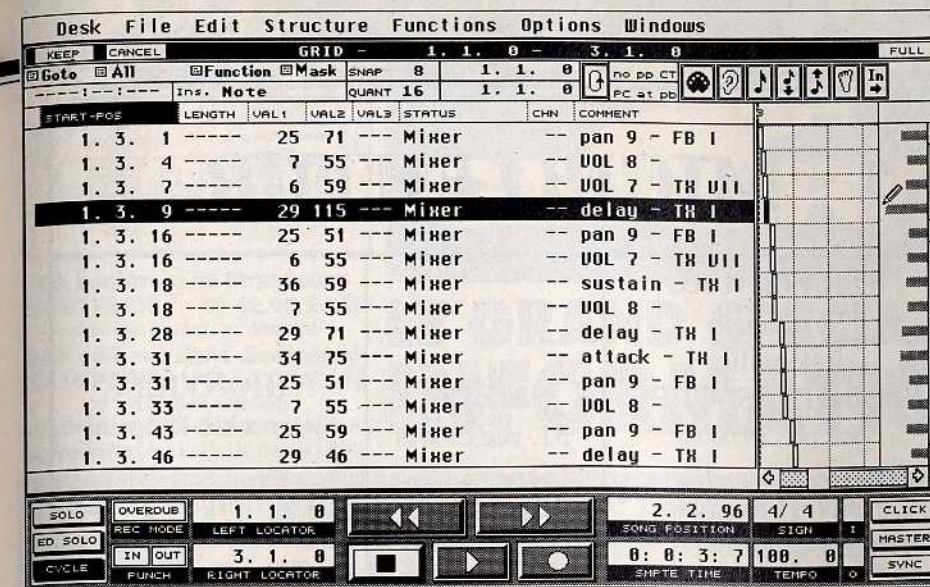 Desk File Edit Structure Functions Options Windows
KEEP CANCEL GRID - 1. 1. 0 - 3. 1. 0 FULL
Goto All Function Mask SNAP 8 1. 1. 0 no pp CT In
----:--:--- Ins. Note QUANT 16 1. 1. 0 PC at pb
START-POS LENGTH VAL1 VAL2 VAL3 STATUS CHN COMMENT
1. 3. 1 ----- 25 71 --- Mixer -- pan 9 - FB I
1. 3. 4 ----- 7 55 --- Mixer -- VOL 8 -
1. 3. 7 ----- 6 59 --- Mixer -- VOL 7 - TX VII
1. 3. 9 ----- 29 115 --- Mixer -- delay - TX I
1. 3. 16 ----- 25 51 --- Mixer -- pan 9 - FB I
1. 3. 16 ----- 6 55 --- Mixer -- VOL 7 - TX VII
1. 3. 18 ----- 36 59 --- Mixer -- sustain - TX I
1. 3. 18 ----- 7 55 --- Mixer -- VOL 8 -
1. 3. 28 ----- 29 71 --- Mixer -- delay - TX I
1. 3. 31 ----- 34 75 --- Mixer -- attack - TX I
1. 3. 31 ----- 25 51 --- Mixer -- pan 9 - FB I
1. 3. 33 ----- 7 55 --- Mixer -- VOL 8 -
1. 3. 43 ----- 25 59 --- Mixer -- pan 9 - FB I
1. 3. 46 ----- 29 46 --- Mixer -- delay - TX I
SOLO OVERDUB 1. 1. 0 2. 2. 96 4/ 4 CLICK
REC MODE LEFT LOCATOR SONG POSITION SIGN I
ED SOLO MASTER
IN OUT 3. 1. 0 0: 0: 3: 7 100. 0
CYCLE PUNCH RIGHT LOCATOR SMPTE TIME TEMPO O SYNC